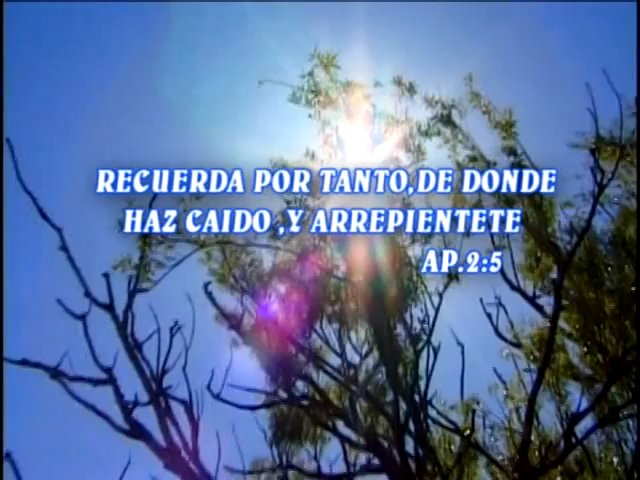 RECUERDA POR TANTO,DE DONDE
HAZ CAIDO ,Y ARREPIENTETE
AP.2:5